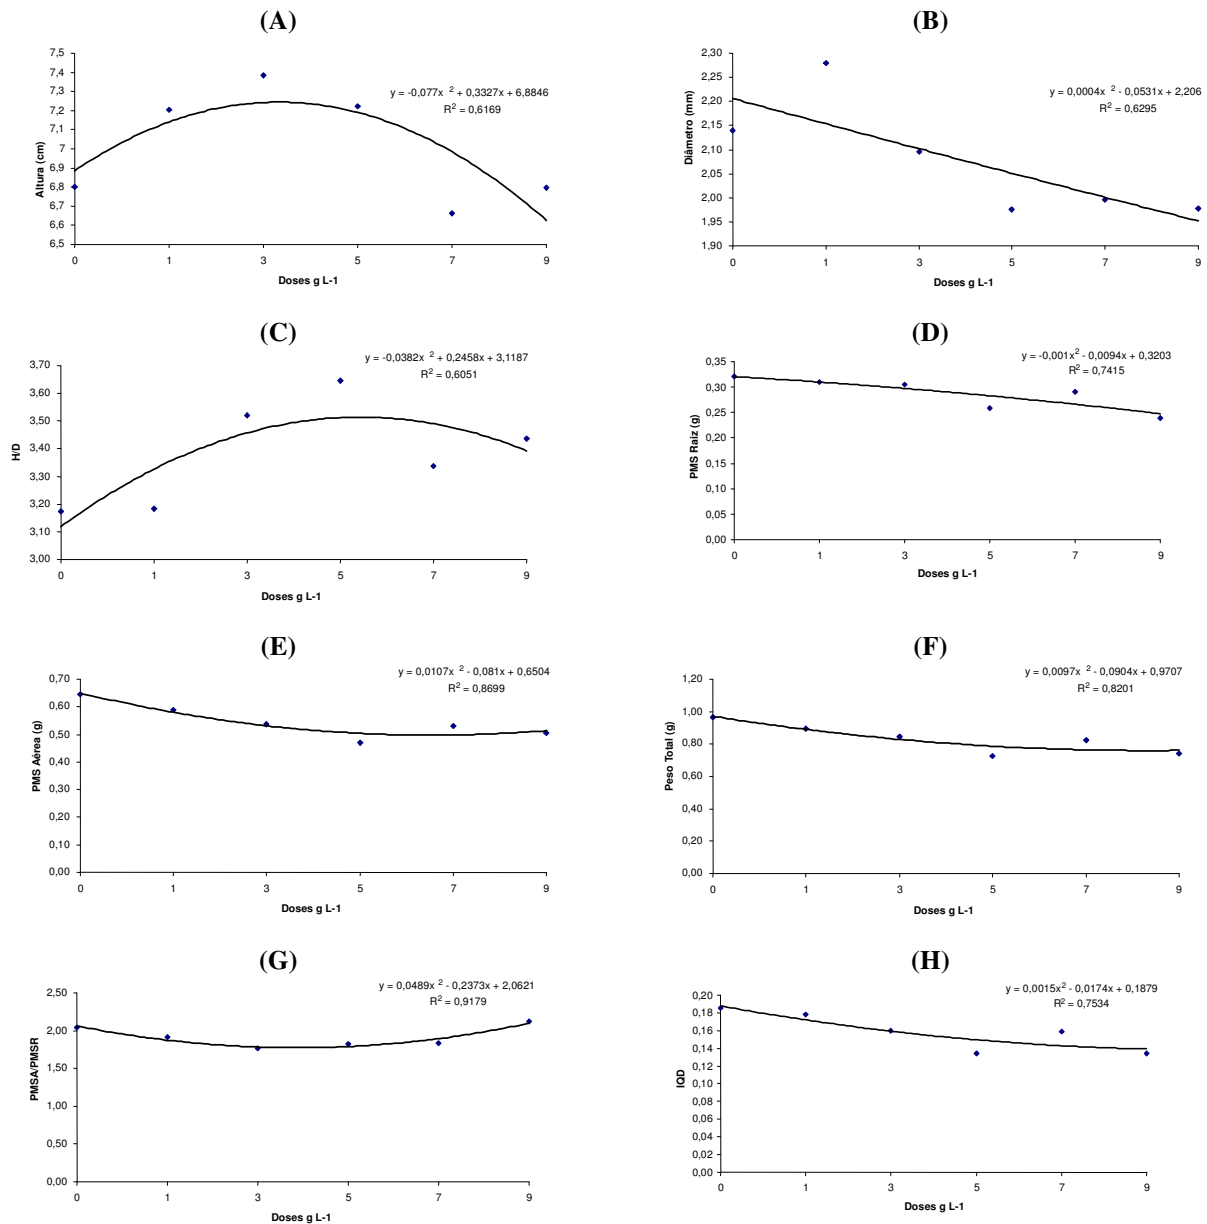 (A)
7,5
7,4
7,3
7,2
7,1
7
6,9
6,8
6,7
6,6
6,5
Altura (cm)
y = -0,077x 2 + 0,3327x + 6,8846
R2 = 0,6169
0 1 3 5 7 9
Doses g L-1
(B)
2,30
2,25
2,20
2,15
2,10
2,05
2,00
1,95
1,90
Diâmetro (mm)
y = 0,0004x 2 - 0,0531x + 2,206
R2 = 0,6295
0 1 3 5 7 9
Doses g L-1
(C)
3,70
3,60
3,50
3,40
3,30
3,20
3,10
3,00
H/D
y = -0,0382x 2 + 0,2458x + 3,1187
R2 = 0,6051
0 1 3 5 7 9
Doses g L-1
(D)
0,35
0,30
0,25
0,20
0,15
0,10
0,05
0,00
PMS Raiz (g)
y = -0,001x2 - 0,0094x + 0,3203
R2 = 0,7415
0 1 3 5 7 9
Doses g L-1
(E)
0,70
0,60
0,50
0,40
0,30
0,20
0,10
0,00
PMS Aérea (g)
y = 0,0107x 2 - 0,081x + 0,6504
R2 = 0,8699
0 1 3 5 7 9
Doses g L-1
(F)
1,20
1,00
0,80
0,60
0,40
0,20
0,00
Peso Total (g)
y = 0,0097x 2 - 0,0904x + 0,9707
R2 = 0,8201
0 1 3 5 7 9
Doses g L-1
(G)
2,50
2,00
1,50
1,00
0,50
0,00
PMSA/PMSR
y = 0,0489x 2 - 0,2373x + 2,0621
R2 = 0,9179
0 1 3 5 7 9
Doses g L-1
(H)
0,20
0,18
0,16
0,14
0,12
0,10
0,08
0,06
0,04
0,02
0,00
IQD
y = 0,0015x2 - 0,0174x + 0,1879
R2 = 0,7534
0 1 3 5 7 9
Doses g L-1